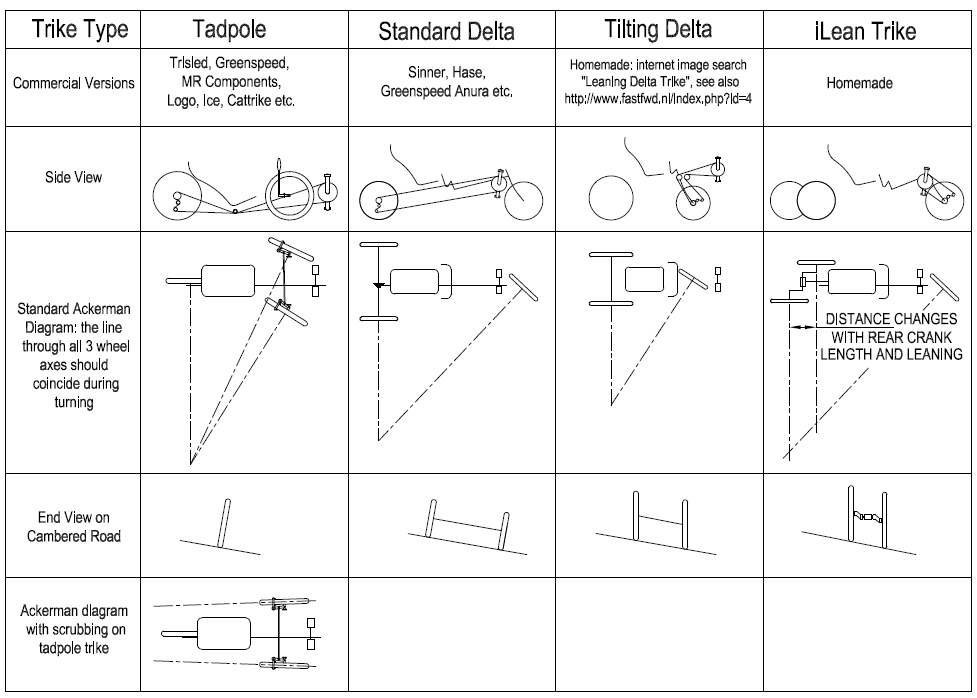 Trike Type
Tadpole
Standard Delta
Tilting Delta
iLean Trike
Commercial Versions
Trisled, Greenspeed,
MR Components,
Logo, Ice, Cattrike etc.
Sinner, Hase,
Greenspeed Anura etc.
Homemade: internet image search
"Leaning Delta Trike", see also
http://www.fastfwd.nl/index.php?id=4
Homemade
Side View
Standard Ackerman
Diagram: the line
through all 3 wheel
axes should
coincide during
turning
DISTANCE CHANGES
WITH REAR CRANK
LENGTH AND LEANING
End View on
Cambered Road
Ackerman diagram
with scrubbing on
tadpole trike